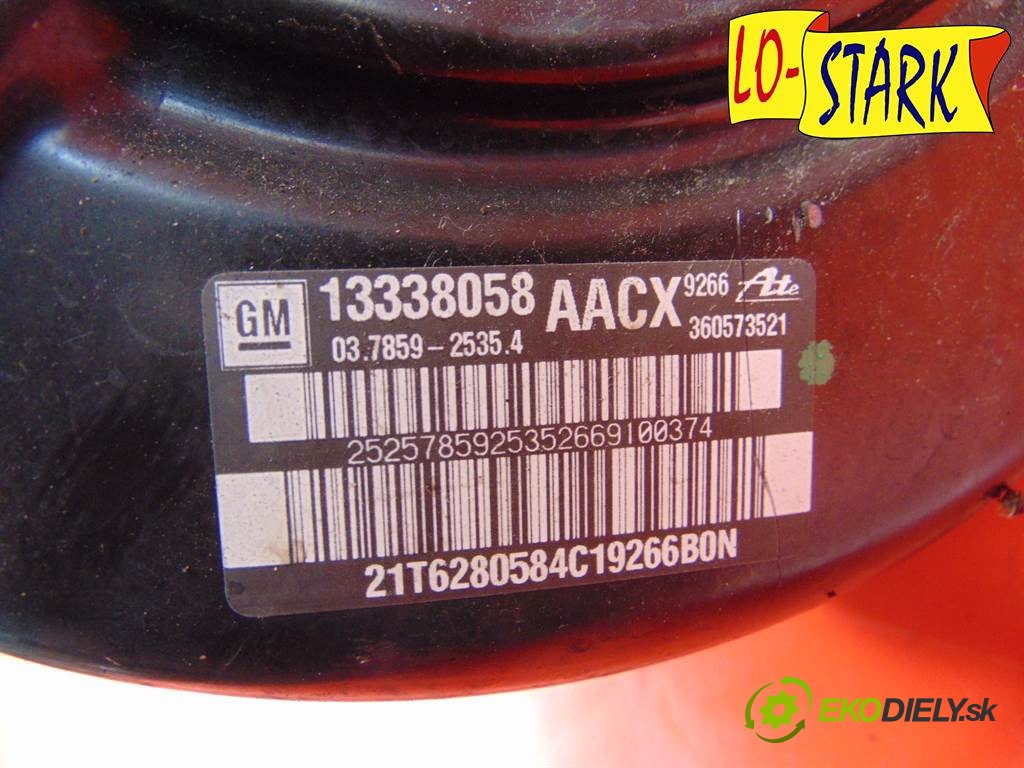 LO-STARK
GM 13338058 AACX 9266 Ate
03.7859-2535.4 360573521
2525785925352669100374
21T6280584C19266B0N
EKODIELY.sk